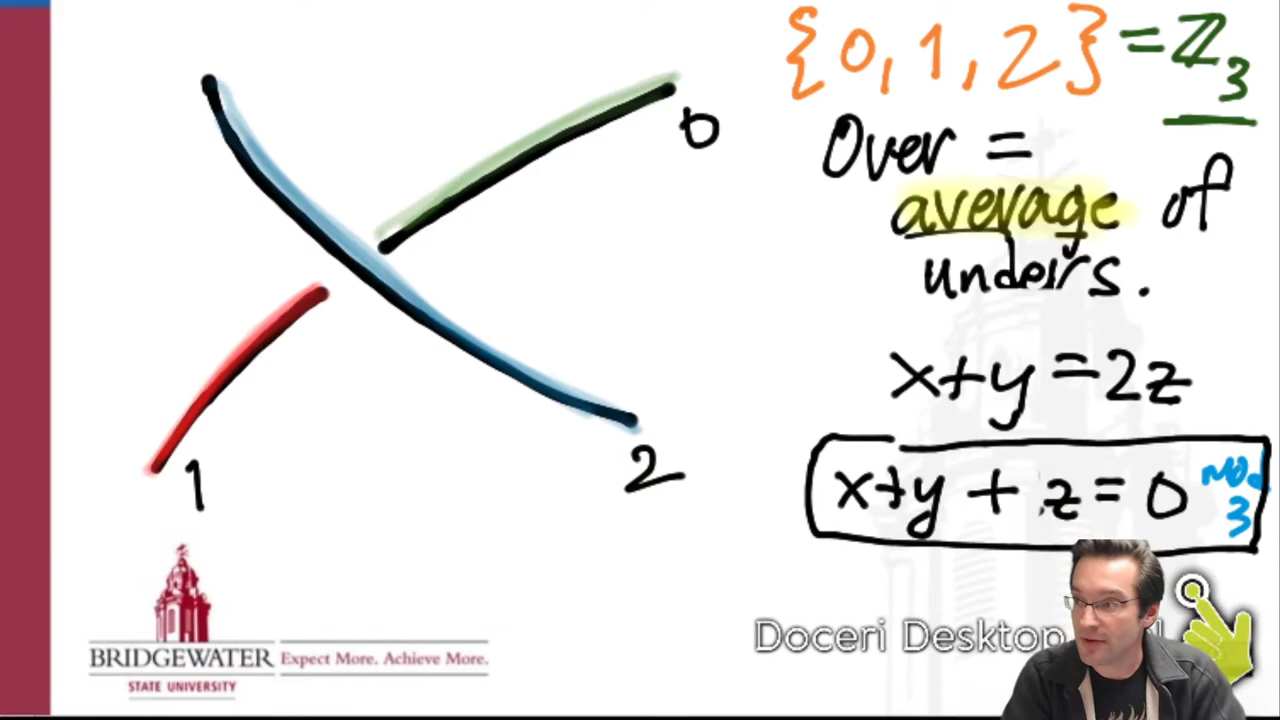 {0, 1, 2} = ℤ₃
Over =
average of
unders.
0
x+y=2z
1
2
x+y + z = 0 mod 3
BRIDGEWATER
STATE UNIVERSITY
Expect More. Achieve More.
Doceri Desktop